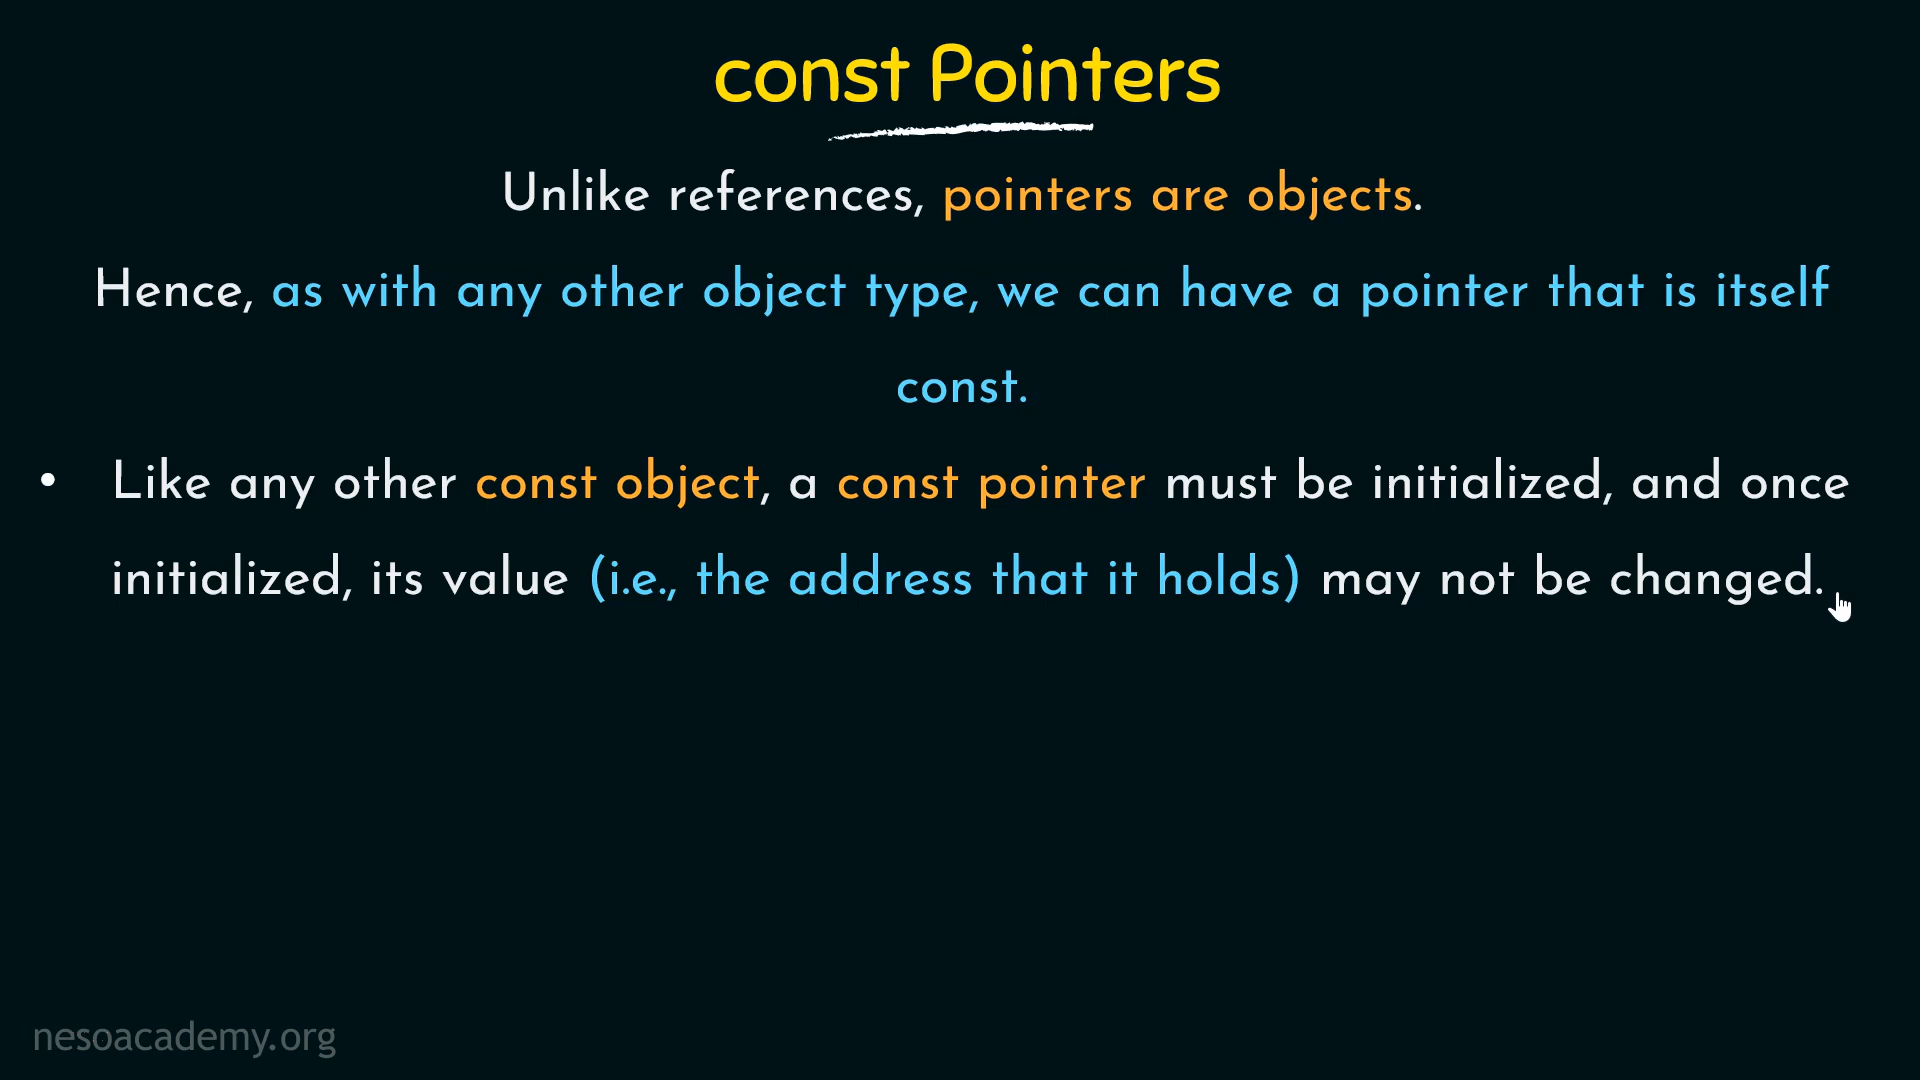 const Pointers
Unlike references, pointers are objects.
Hence, as with any other object type, we can have a pointer that is itself
const.
• Like any other const object, a const pointer must be initialized, and once
initialized, its value (i.e., the address that it holds) may not be changed.
nesoacademy.org